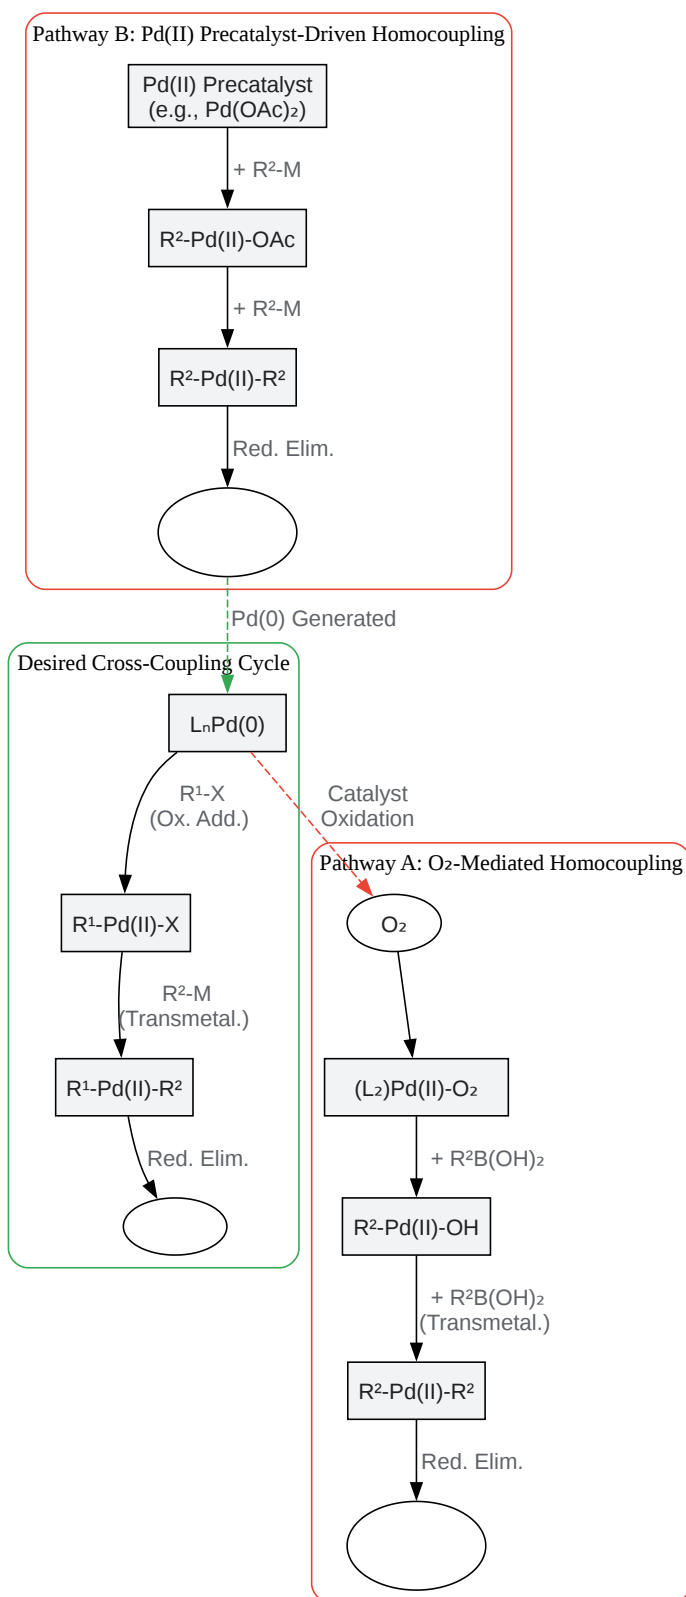 Pathway B: Pd(II) Precatalyst-Driven Homocoupling
Pd(II) Precatalyst
(e.g., Pd(OAc)₂)
+ R²-M
R²-Pd(II)-OAc
+ R²-M
R²-Pd(II)-R²
Red. Elim.
Pd(0) Generated
Desired Cross-Coupling Cycle
LₙPd(0)
R¹-X
(Ox. Add.)
Catalyst
Oxidation
Pathway A: O₂-Mediated Homocoupling
R¹-Pd(II)-X
O₂
R²-M
(Transmetal.)
R¹-Pd(II)-R²
(L₂)Pd(II)-O₂
Red. Elim.
+ R²B(OH)₂
R²-Pd(II)-OH
+ R²B(OH)₂
(Transmetal.)
R²-Pd(II)-R²
Red. Elim.